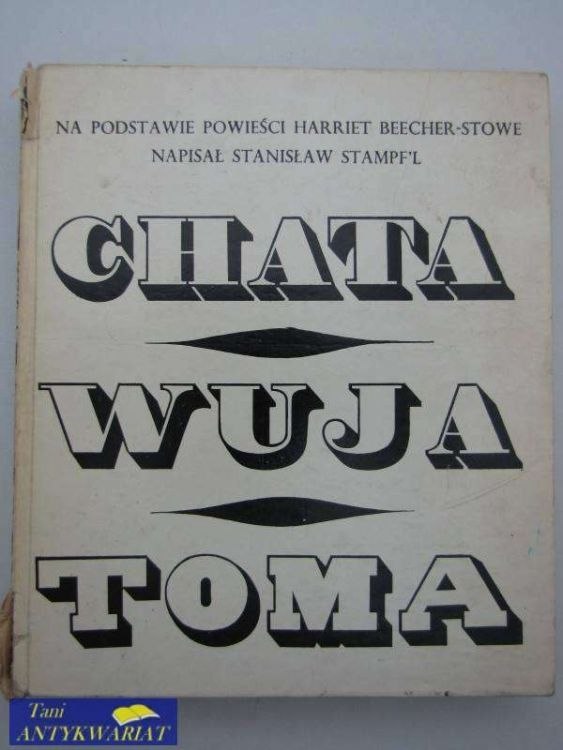 NA PODSTAWIE POWIEŚCI HARRIET BEECHER-STOWE
NAPISAŁ STANISŁAW STAMPF'L
CHATA
WUJA
TOMA
Tani
ANTYKWARIAT